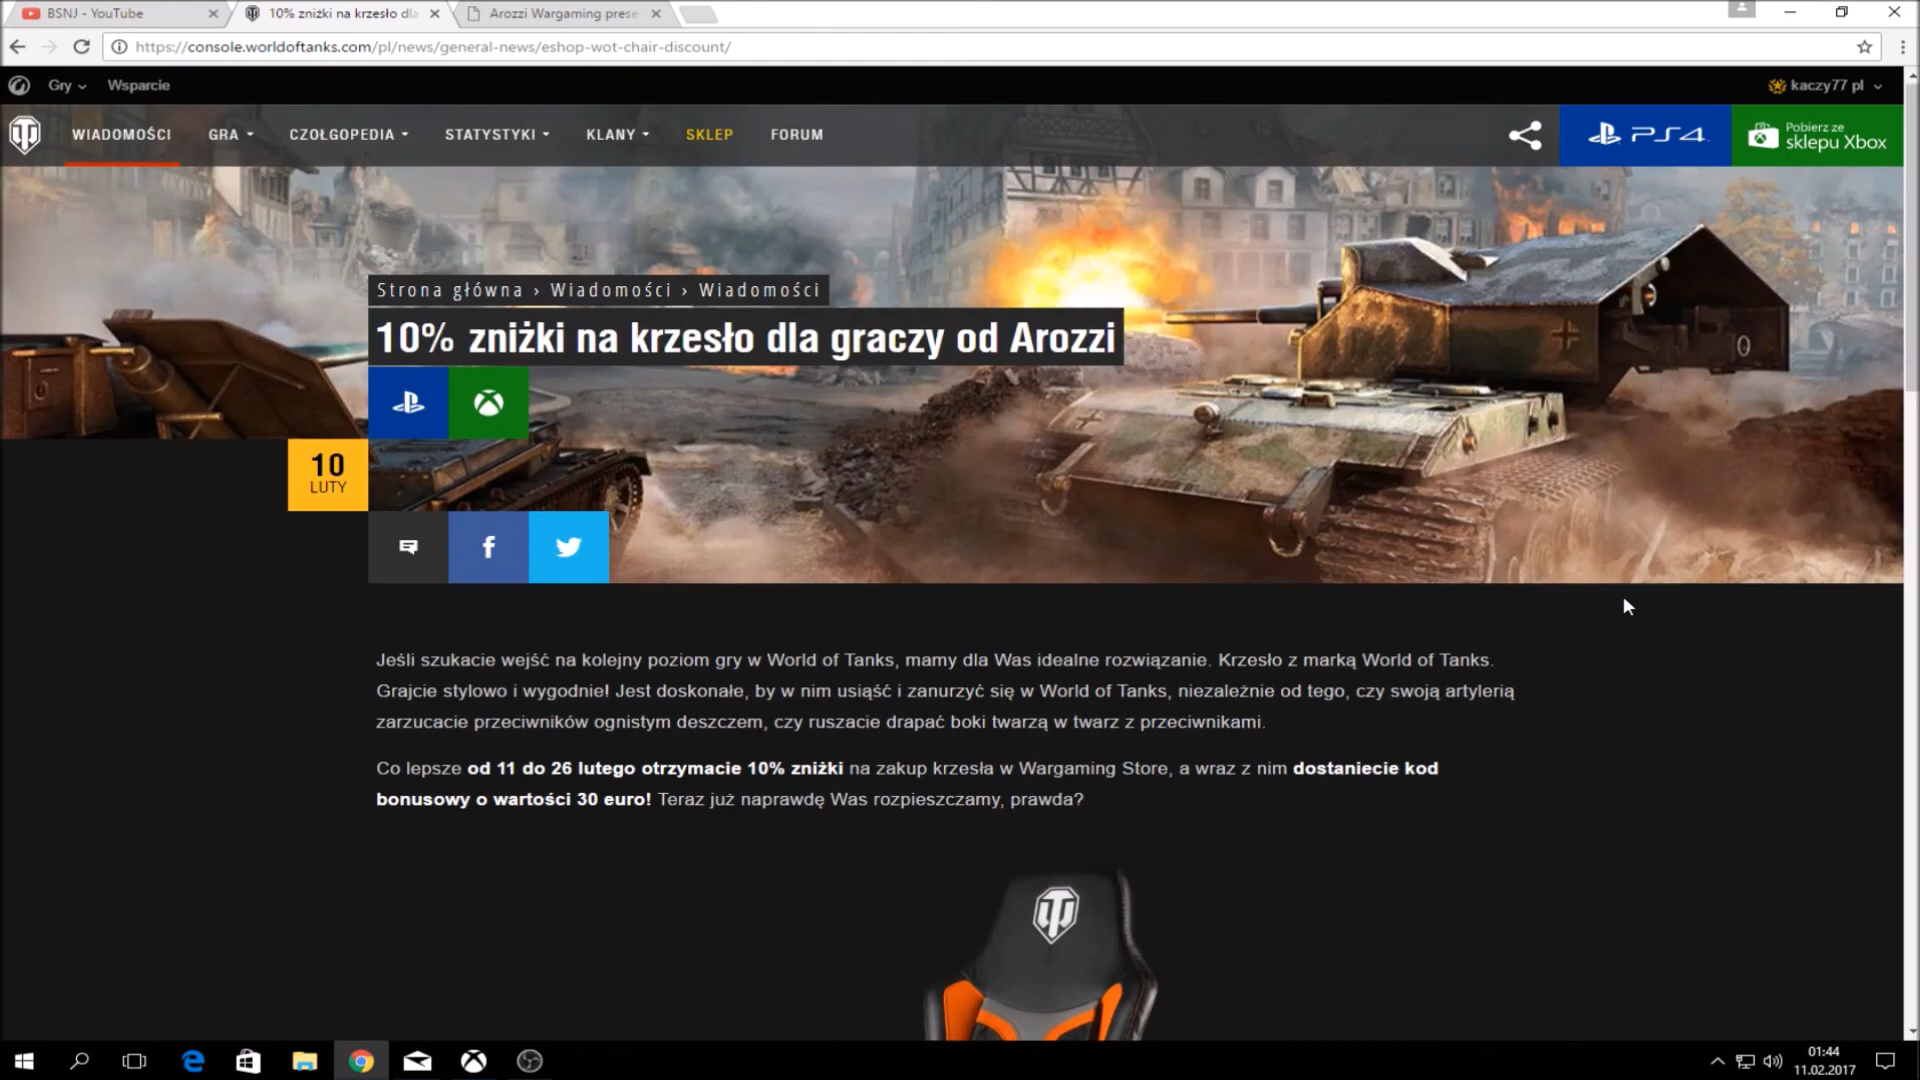 BSNJ - YouTube
10% zniżki na krzesło dla
Arozzi Wargaming prese
https://console.worldoftanks.com/pl/news/general-news/eshop-wot-chair-discount/
Gry
Wsparcie
kaczy77 pl
WIADOMOŚCI
GRA
CZOŁGOPEDIA
STATYSTYKI
KLANY
SKLEP
FORUM
PS4
Pobierz ze
sklepu Xbox
Strona główna › Wiadomości › Wiadomości
10% zniżki na krzesło dla graczy od Arozzi
10
LUTY
Jeśli szukacie wejść na kolejny poziom gry w World of Tanks, mamy dla Was idealne rozwiązanie. Krzesło z marką World of Tanks.
Grajcie stylowo i wygodnie! Jest doskonałe, by w nim usiąść i zanurzyć się w World of Tanks, niezależnie od tego, czy swoją artylerią
zarzucacie przeciwników ognistym deszczem, czy ruszacie drapać boki twarzą w twarz z przeciwnikami.
Co lepsze od 11 do 26 lutego otrzymacie 10% zniżki na zakup krzesła w Wargaming Store, a wraz z nim dostaniecie kod
bonusowy o wartości 30 euro! Teraz już naprawdę Was rozpieszczamy, prawda?
01:44
11.02.2017